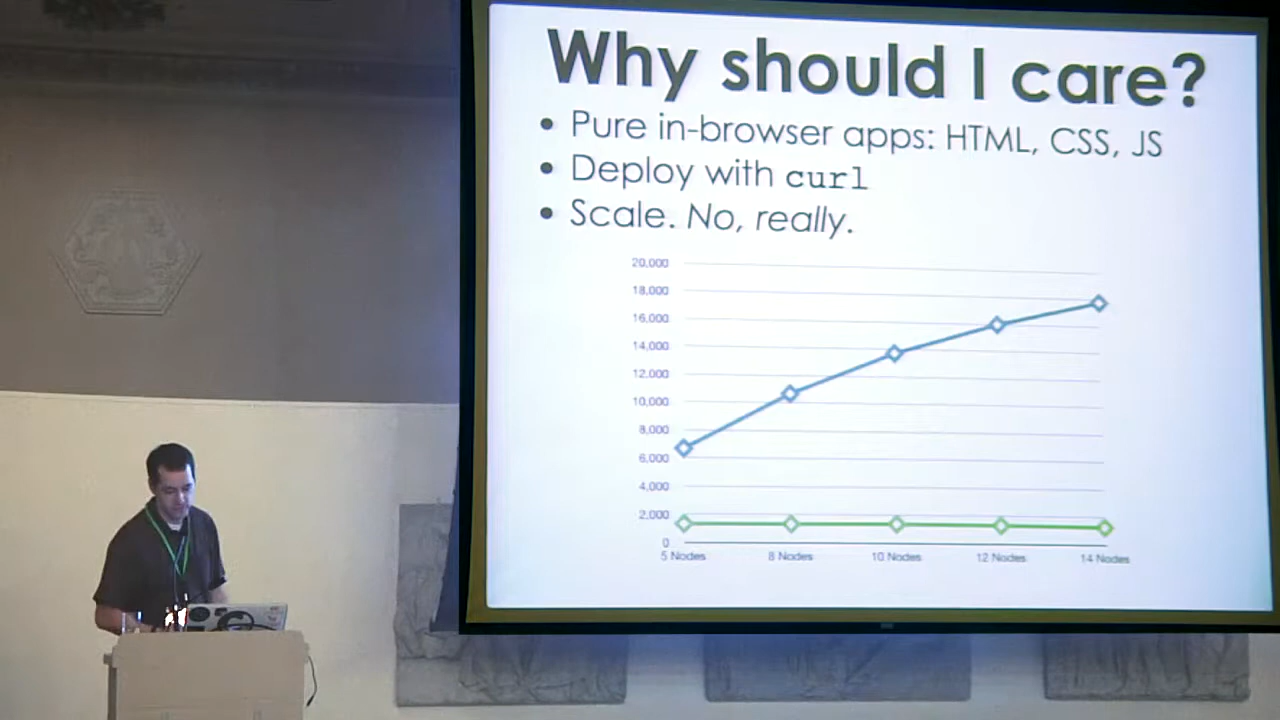 Why should I care?
• Pure in-browser apps: HTML, CSS, JS
• Deploy with curl
• Scale. No, really.
20,000
18,000
16,000
14,000
12,000
10,000
8,000
6,000
4,000
2,000
0
5 Nodes 8 Nodes 10 Nodes 12 Nodes 14 Nodes